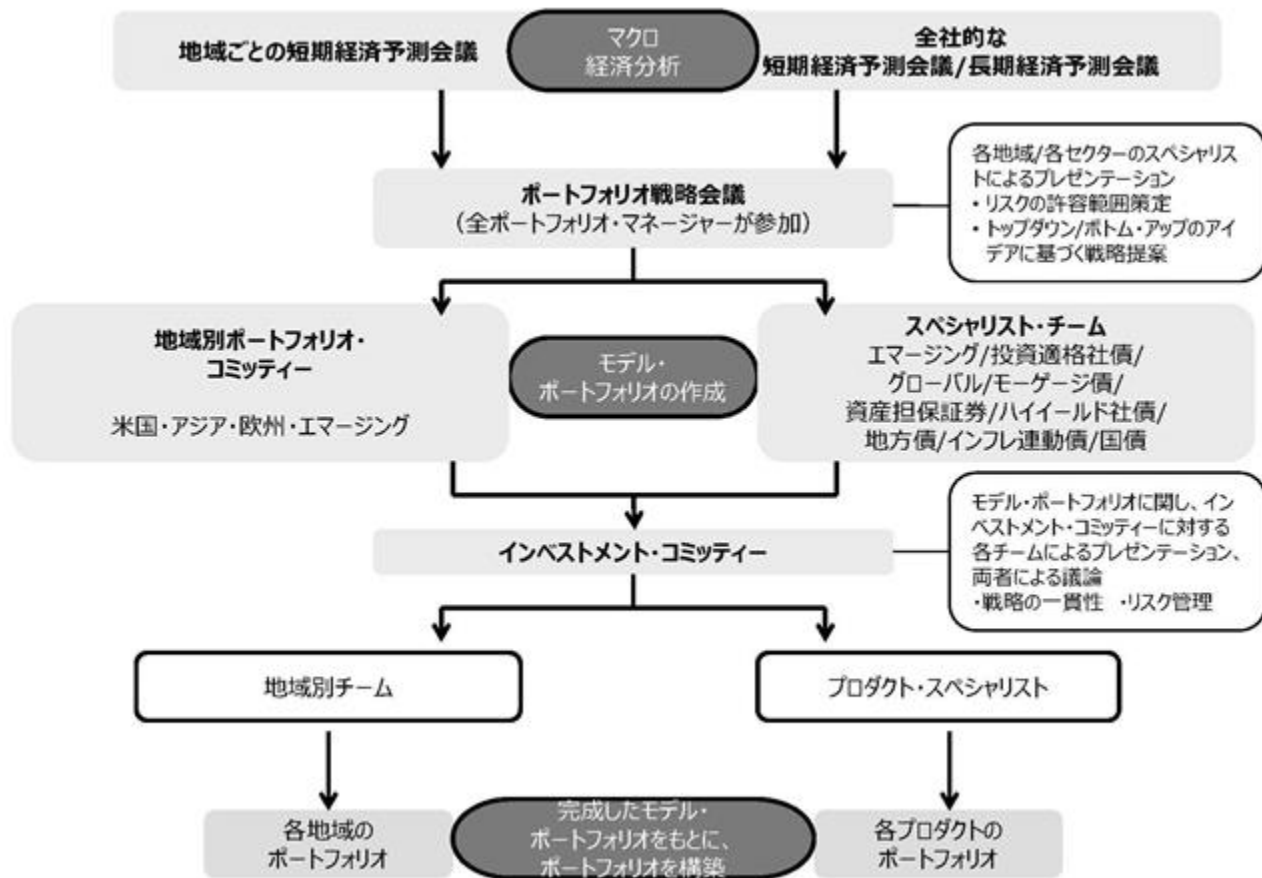 地域ごとの短期経済予測会議
マクロ
経済分析
全社的な
短期経済予測会議/長期経済予測会議
各地域/各セクターのスペシャリス
トによるプレゼンテーション
・リスクの許容範囲策定
・トップダウン/ボトム・アップのアイ
デアに基づく戦略提案
ポートフォリオ戦略会議
（全ポートフォリオ・マネージャーが参加）
地域別ポートフォリオ・
コミッティー
米国・アジア・欧州・エマージング
モデル・
ポートフォリオの作成
スペシャリスト・チーム
エマージング/投資適格社債/
グローバル/モーゲージ債/
資産担保証券/ハイイールド社債/
地方債/インフレ連動債/国債
モデル・ポートフォリオに関し、イン
ベストメント・コミッティーに対する
各チームによるプレゼンテーション、
両者による議論
・戦略の一貫性　・リスク管理
インベストメント・コミッティー
地域別チーム
プロダクト・スペシャリスト
各地域の
ポートフォリオ
完成したモデル・
ポートフォリオをもとに、
ポートフォリオを構築
各プロダクトの
ポートフォリオ